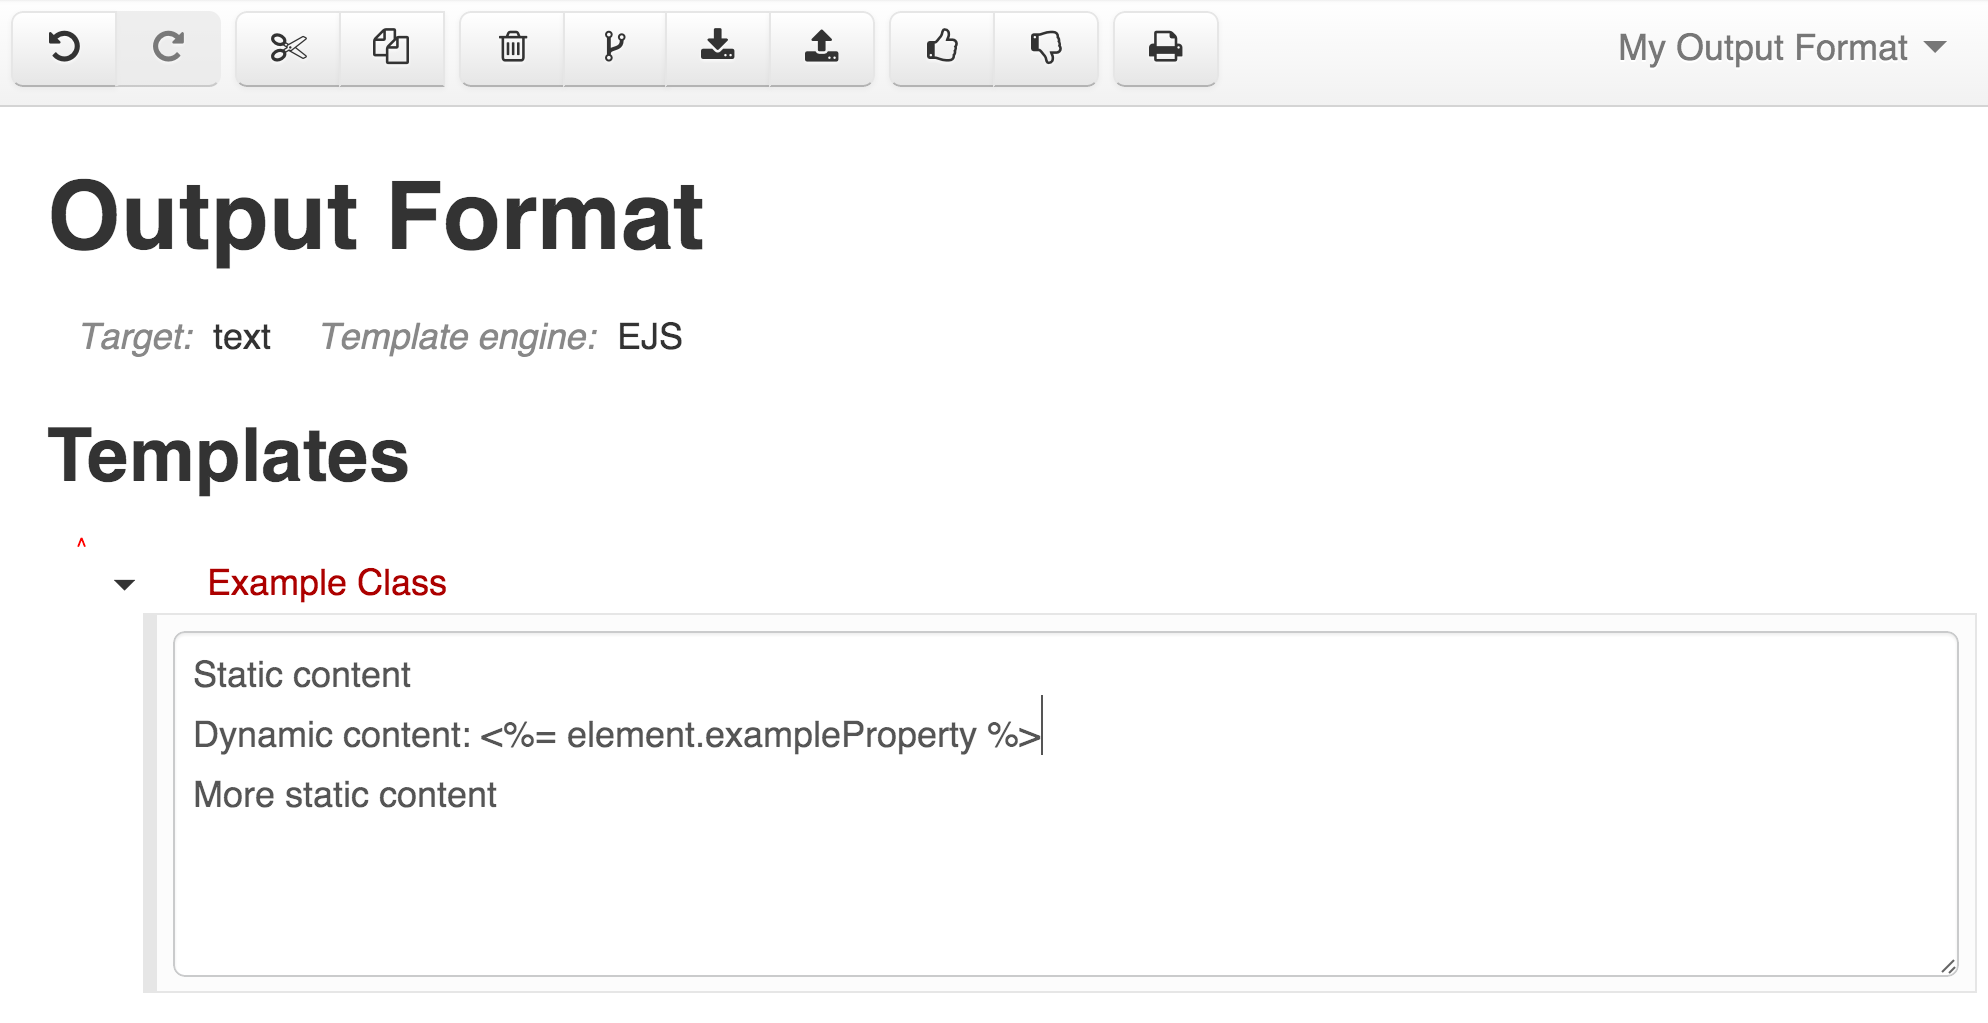 My Output Format
Output Format
Target: text Template engine: EJS
Templates
^
Example Class
Static content
Dynamic content: <%= element.exampleProperty %>
More static content